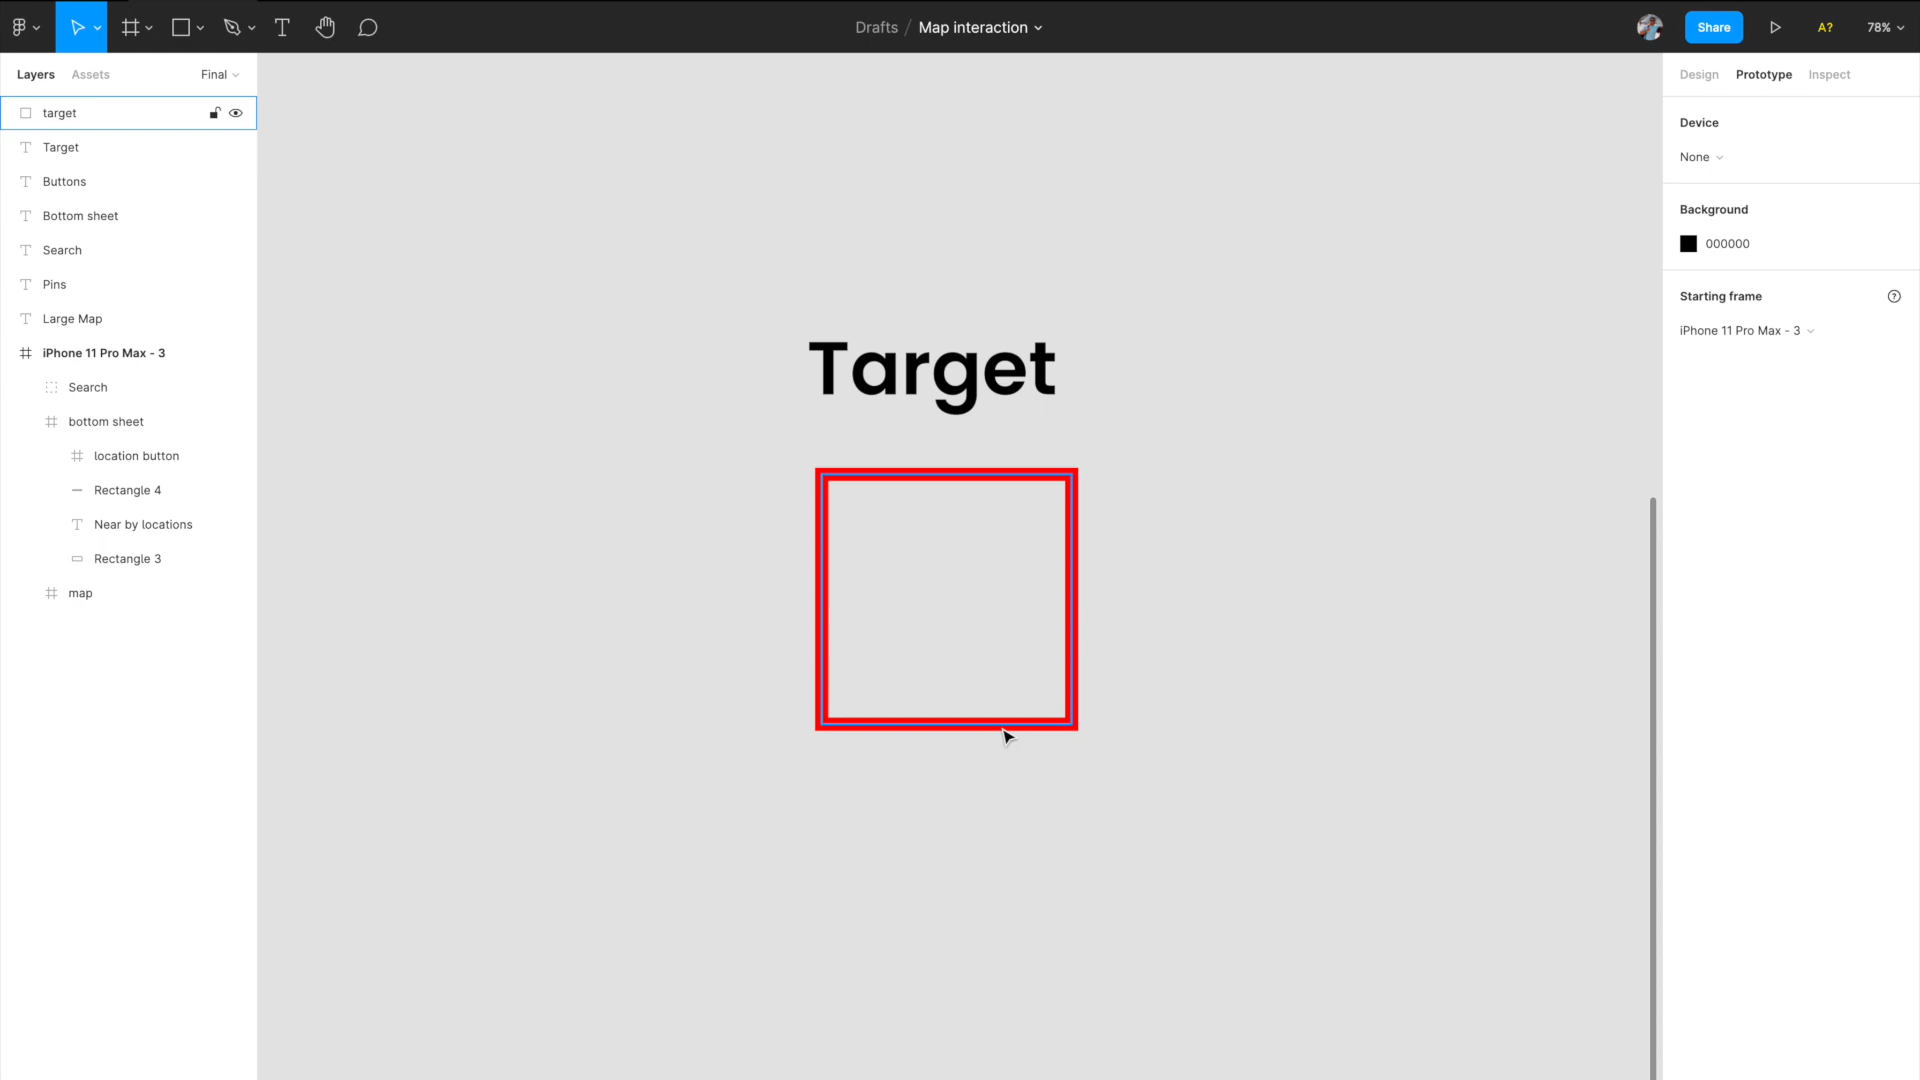 Drafts / Map interaction
Share
A?
78%
Layers Assets Final
target
Target
Buttons
Bottom sheet
Search
Pins
Large Map
iPhone 11 Pro Max - 3
Search
bottom sheet
location button
Rectangle 4
Near by locations
Rectangle 3
map
Target
Design Prototype Inspect
Device
None
Background
000000
Starting frame
iPhone 11 Pro Max - 3